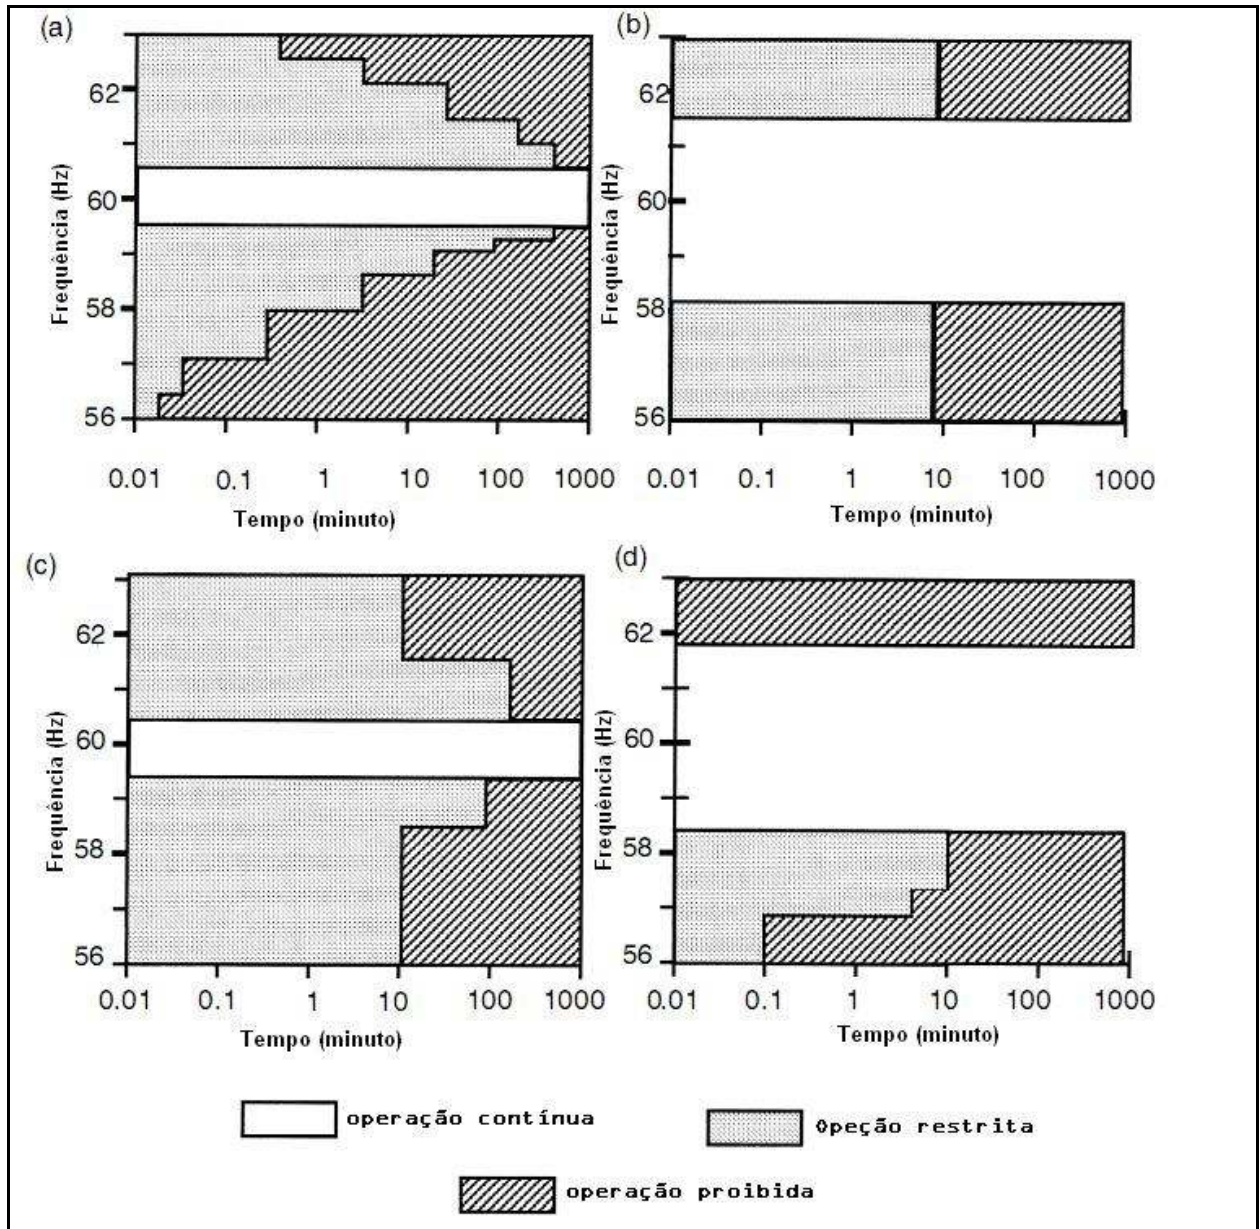 (a)
Frequência (Hz)
62
60
58
56
0.01 0.1 1 10 100 1000
Tempo (minuto)
(b)
Frequência (Hz)
62
60
58
56
0.01 0.1 1 10 100 1000
Tempo (minuto)
(c)
Frequência (Hz)
62
60
58
56
0.01 0.1 1 10 100 1000
Tempo (minuto)
(d)
Frequência (Hz)
62
60
58
56
0.01 0.1 1 10 100 1000
Tempo (minuto)
operação contínua
Opeção restrita
operação proibida